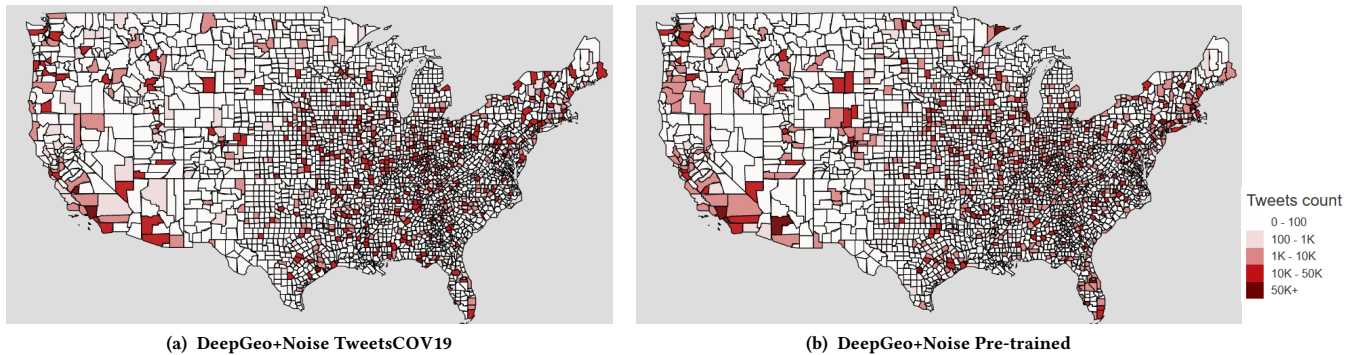 Tweets count
0 - 100
100 - 1K
1K - 10K
10K - 50K
50K+
(a) DeepGeo+Noise TweetsCOV19
(b) DeepGeo+Noise Pre-trained